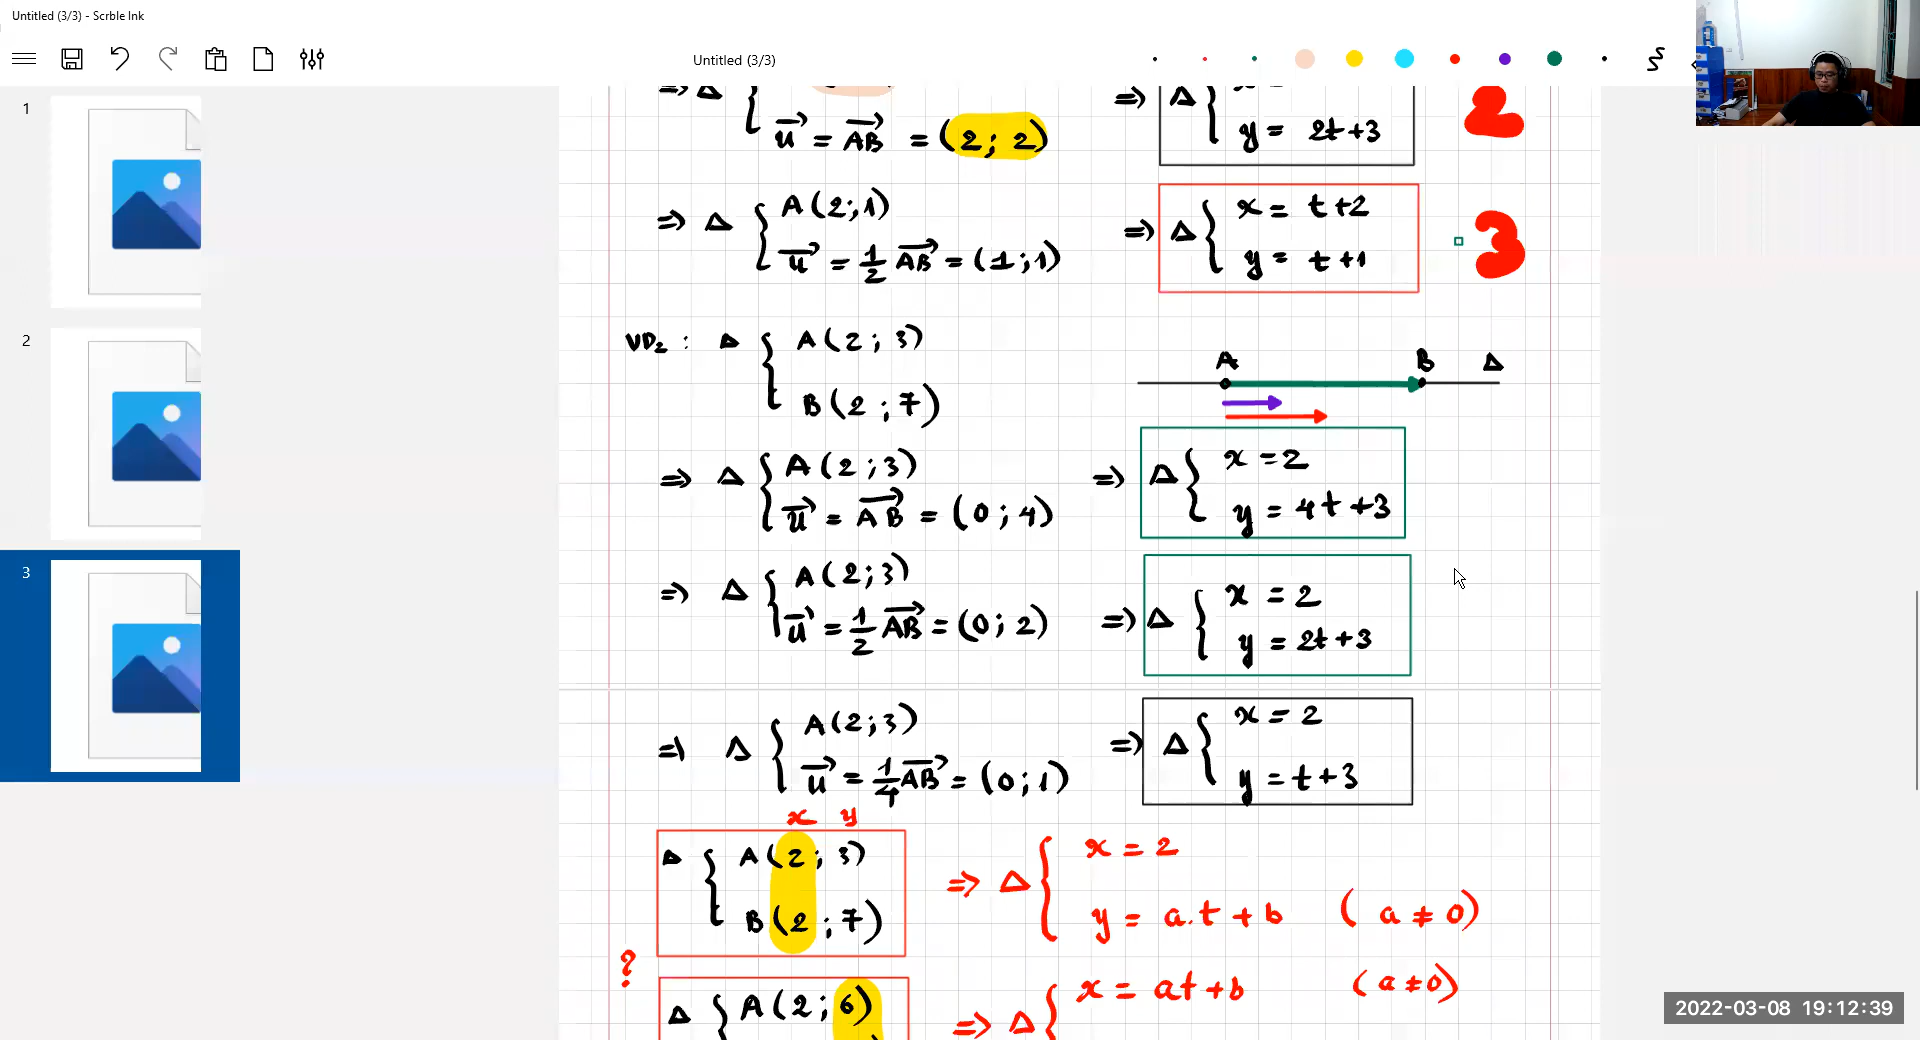 Untitled (3/3) - Scrble Ink
Untitled (3/3)
1
2
3
=> Δ {
u⃗ = AB⃗ = (2; 2)
=> Δ {
y = 2t+3
2
=> Δ { A(2;1)
u⃗ = 1/2 AB⃗ = (1;1)
=> Δ { x = t+2
y = t+1
3
VD₂ : Δ { A(2; 3)
B(2; 7)
A B Δ
=> Δ { A(2;3)
u⃗ = AB⃗ = (0; 4)
=> Δ { x = 2
y = 4t+3
=> Δ { A(2;3)
u⃗ = 1/2 AB⃗ = (0; 2)
=> Δ { x = 2
y = 2t+3
=> Δ { A(2;3)
u⃗ = 1/4 AB⃗ = (0;1)
=> Δ { x = 2
y = t+3
x y
Δ { A(2; 3)
B(2; 7)
=> Δ { x = 2
y = a.t + b (a ≠ 0)
?
Δ { A(2; 6)
=> Δ { x = at+b (a≠0)
2022-03-08 19:12:39